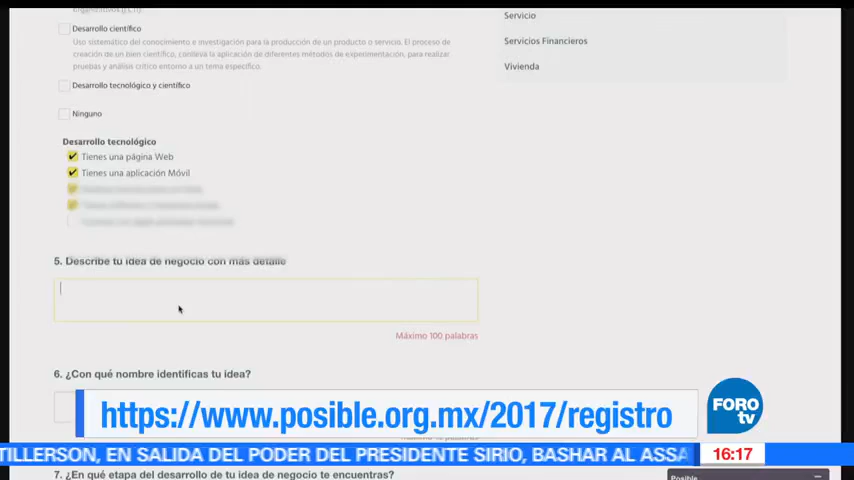 Desarrollo científico
Uso sistemático del conocimiento e investigación para la producción de un producto o servicio. El proceso de
creación de un bien científico, conlleva la aplicación de diferentes métodos de experimentación, para realizar
pruebas y análisis crítico entorno a un tema específico.
Desarrollo tecnológico y científico
Ninguno
Desarrollo tecnológico
Tienes una página Web
Tienes una aplicación Móvil
5. Describe tu idea de negocio con más detalle
Máximo 100 palabras
6. ¿Con qué nombre identificas tu idea?
7. ¿En qué etapa del desarrollo de tu idea de negocio te encuentras?
Servicio
Servicios Financieros
Vivienda
https://www.posible.org.mx/2017/registro
FORO
tv
TILLERSON, EN SALIDA DEL PODER DEL PRESIDENTE SIRIO, BASHAR AL ASSA
16:17
Posible